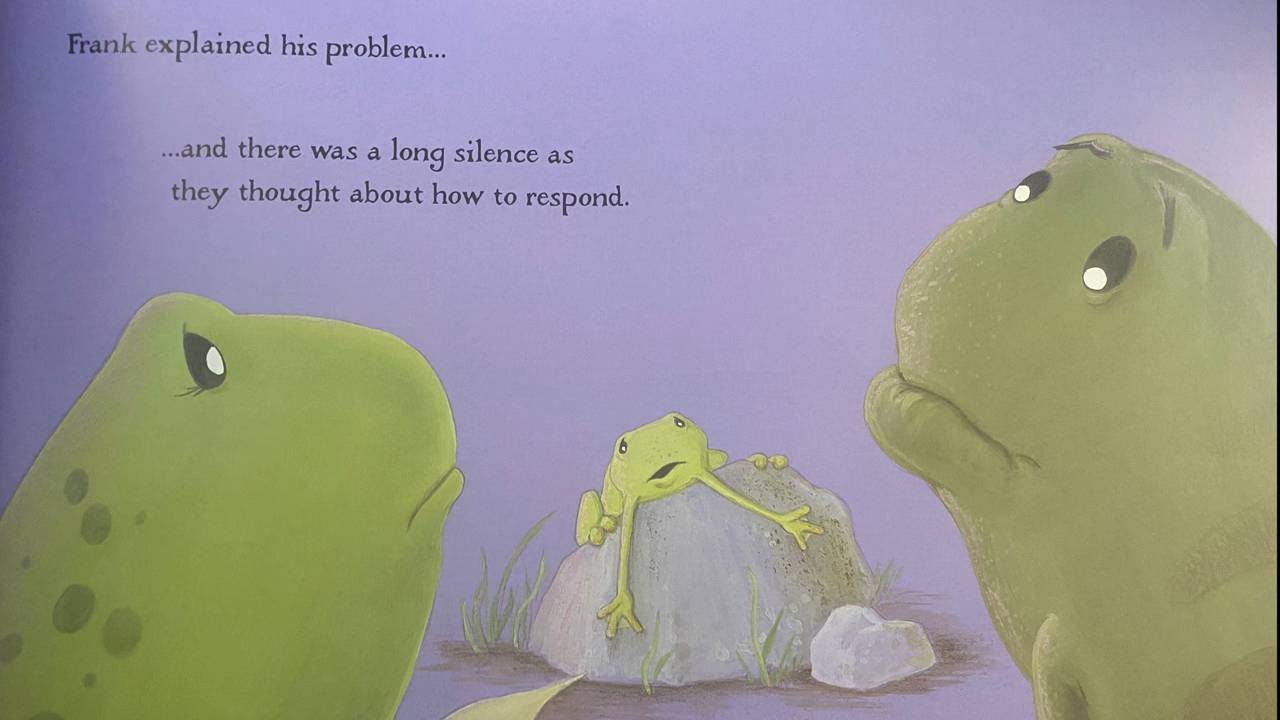 Frank explained his problem...
...and there was a long silence as
they thought about how to respond.